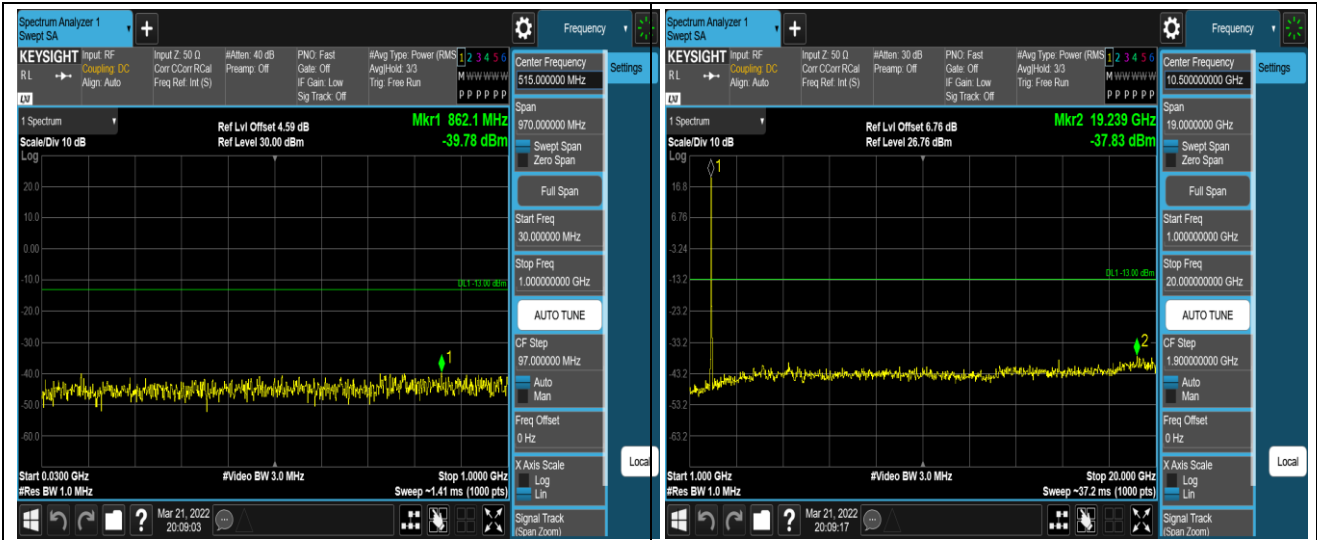 Spectrum Analyzer 1
Swept SA
+
Frequency
KEYSIGHT Input: RF
RL
Coupling: DC
Align: Auto
LXI
Input Z: 50 Ω
Corr CCorr RCal
Freq Ref: Int (S)
#Atten: 40 dB
Preamp: Off
PNO: Fast
Gate: Off
IF Gain: Low
Sig Track: Off
#Avg Type: Power (RMS
Avg|Hold: 3/3
Trig: Free Run
1 2 3 4 5 6
M W W W W W
P P P P P P
1 Spectrum
Scale/Div 10 dB
Log
Ref Lvl Offset 4.59 dB
Ref Level 30.00 dBm
Mkr1 862.1 MHz
-39.78 dBm
20.0
10.0
0.00
-10.0
DL1 -13.00 dBm
-20.0
-30.0
1
-40.0
-50.0
-60.0
Start 0.0300 GHz
#Res BW 1.0 MHz
#Video BW 3.0 MHz
Stop 1.0000 GHz
Sweep ~1.41 ms (1000 pts)
Center Frequency
515.000000 MHz
Settings
Span
970.000000 MHz
Swept Span
Zero Span
Full Span
Start Freq
30.000000 MHz
Stop Freq
1.000000000 GHz
AUTO TUNE
CF Step
97.000000 MHz
Auto
Man
Freq Offset
0 Hz
X Axis Scale
Log
Lin
Local
Signal Track
(Span Zoom)
?
Mar 21, 2022
20:09:03
Spectrum Analyzer 1
Swept SA
+
Frequency
KEYSIGHT Input: RF
RL
Coupling: DC
Align: Auto
LXI
Input Z: 50 Ω
Corr CCorr RCal
Freq Ref: Int (S)
#Atten: 30 dB
Preamp: Off
PNO: Fast
Gate: Off
IF Gain: Low
Sig Track: Off
#Avg Type: Power (RMS
Avg|Hold: 3/3
Trig: Free Run
1 2 3 4 5 6
M W W W W W
P P P P P P
1 Spectrum
Scale/Div 10 dB
Log
Ref Lvl Offset 6.76 dB
Ref Level 26.76 dBm
Mkr2 19.239 GHz
-37.83 dBm
1
16.8
6.76
-3.24
-13.2
DL1 -13.00 dBm
-23.2
-33.2
2
-43.2
-53.2
-63.2
Start 1.000 GHz
#Res BW 1.0 MHz
#Video BW 3.0 MHz
Stop 20.000 GHz
Sweep ~37.2 ms (1000 pts)
Center Frequency
10.500000000 GHz
Settings
Span
19.0000000 GHz
Swept Span
Zero Span
Full Span
Start Freq
1.000000000 GHz
Stop Freq
20.000000000 GHz
AUTO TUNE
CF Step
1.900000000 GHz
Auto
Man
Freq Offset
0 Hz
X Axis Scale
Log
Lin
Local
Signal Track
(Span Zoom)
?
Mar 21, 2022
20:09:17